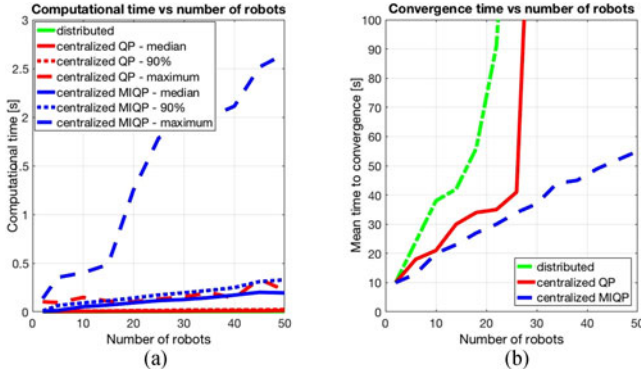 Computational time vs number of robots
Computational time [s]
3
2.5
2
1.5
1
0.5
0
distributed
centralized QP - median
centralized QP - 90%
centralized QP - maximum
centralized MIQP - median
centralized MIQP - 90%
centralized MIQP - maximum
0 10 20 30 40 50
Number of robots
(a)
Convergence time vs number of robots
Mean time to convergence [s]
100
90
80
70
60
50
40
30
20
10
0
distributed
centralized QP
centralized MIQP
0 10 20 30 40 50
Number of robots
(b)